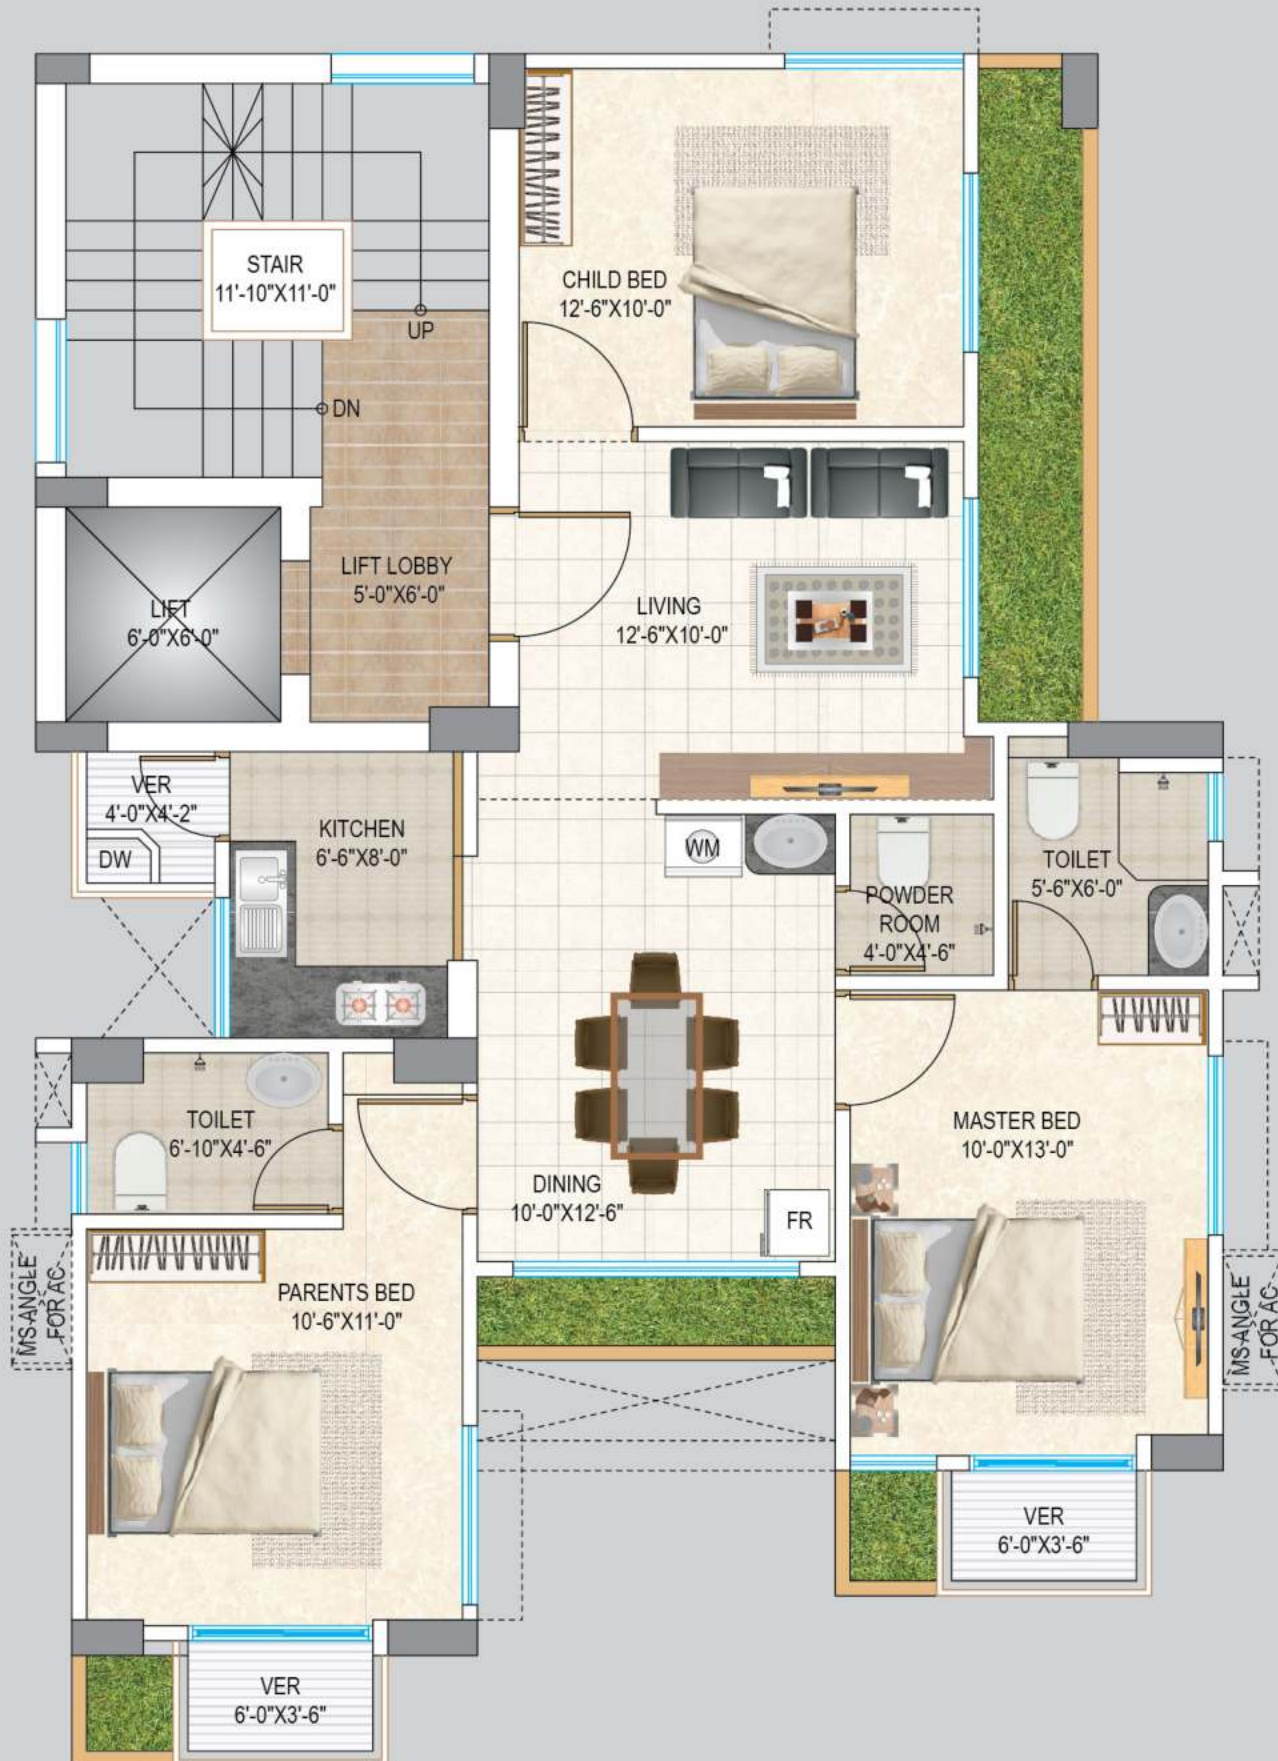 STAIR
11'-10"X11'-0"
UP
DN
CHILD BED
12'-6"X10'-0"
LIFT LOBBY
5'-0"X6'-0"
LIFT
6'-0"X6'-0"
LIVING
12'-6"X10'-0"
VER
4'-0"X4'-2"
DW
KITCHEN
6'-6"X8'-0"
WM
POWDER
ROOM
4'-0"X4'-6"
TOILET
5'-6"X6'-0"
TOILET
6'-10"X4'-6"
MASTER BED
10'-0"X13'-0"
DINING
10'-0"X12'-6"
FR
MS ANGLE
FOR AC
PARENTS BED
10'-6"X11'-0"
MS ANGLE
FOR AC
VER
6'-0"X3'-6"
VER
6'-0"X3'-6"